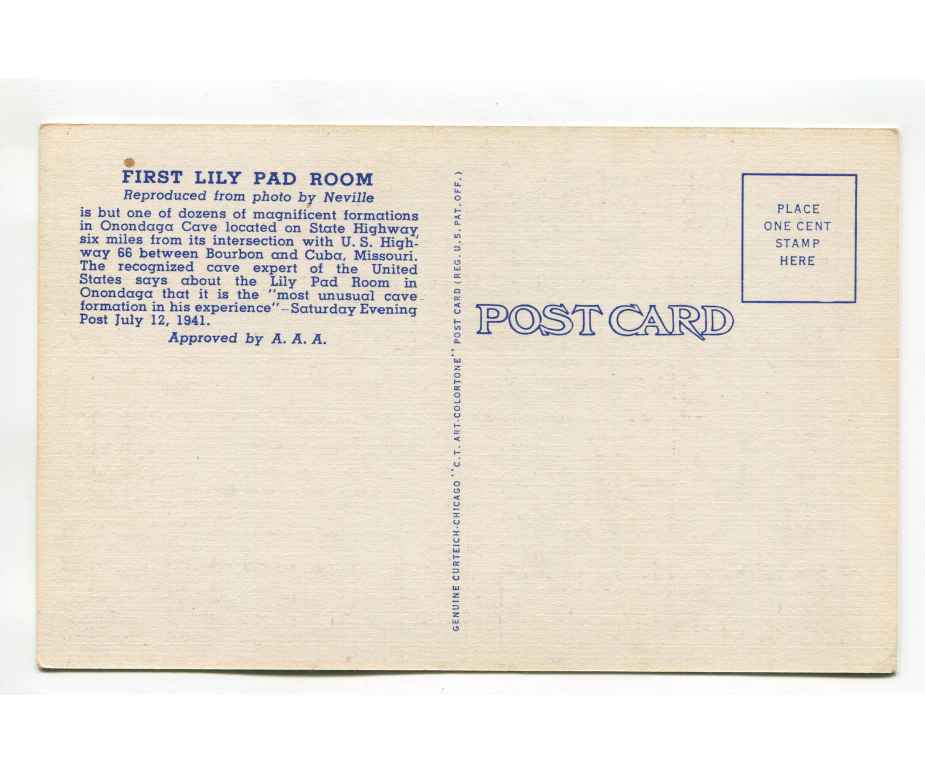 FIRST LILY PAD ROOM
Reproduced from photo by Neville
is but one of dozens of magnificent formations
in Onondaga Cave located on State Highway,
six miles from its intersection with U. S. High-
way 66 between Bourbon and Cuba, Missouri.
The recognized cave expert of the United
States says about the Lily Pad Room in
Onondaga that it is the "most unusual cave
formation in his experience"—Saturday Evening
Post July 12, 1941.
Approved by A. A. A.
GENUINE CURTEICH-CHICAGO "C.T. ART-COLORTONE" POST CARD (REG. U.S. PAT. OFF.)
POST CARD
PLACE
ONE CENT
STAMP
HERE